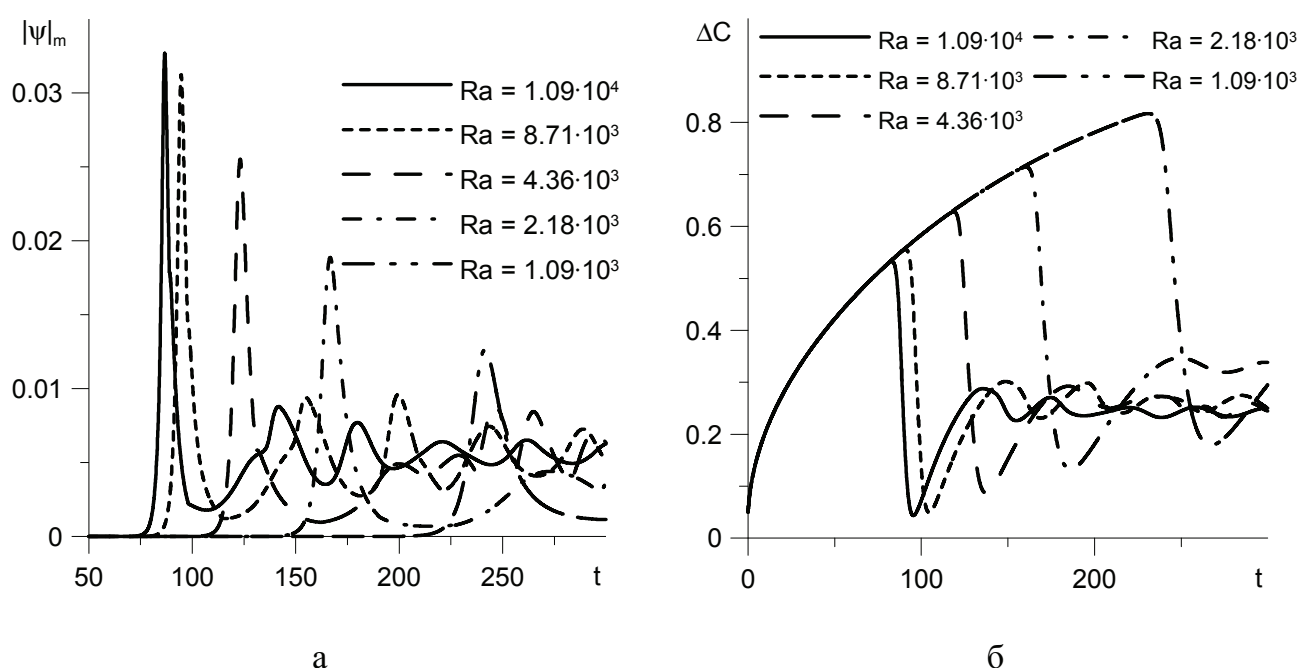 |ψ|ₘ
0.03
0.02
0.01
0
50
100
150
200
250
t
Ra = 1.09·10⁴
Ra = 8.71·10³
Ra = 4.36·10³
Ra = 2.18·10³
Ra = 1.09·10³
а
ΔC
0.8
0.6
0.4
0.2
0
0
100
200
t
Ra = 1.09·10⁴
Ra = 8.71·10³
Ra = 4.36·10³
Ra = 2.18·10³
Ra = 1.09·10³
б